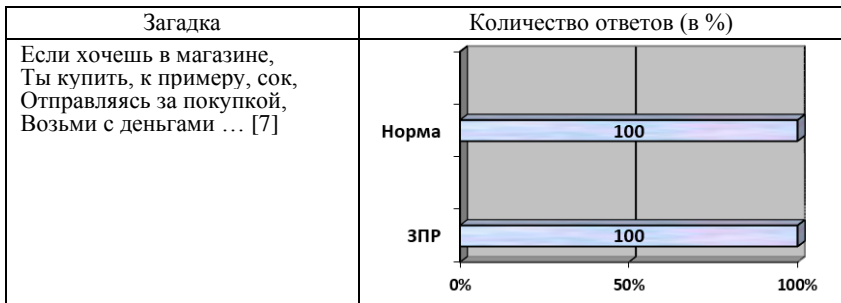 Загадка
Количество ответов (в %)
Если хочешь в магазине,
Ты купить, к примеру, сок,
Отправляясь за покупкой,
Возьми с деньгами … [7]
Норма
100
ЗПР
100
0%
50%
100%